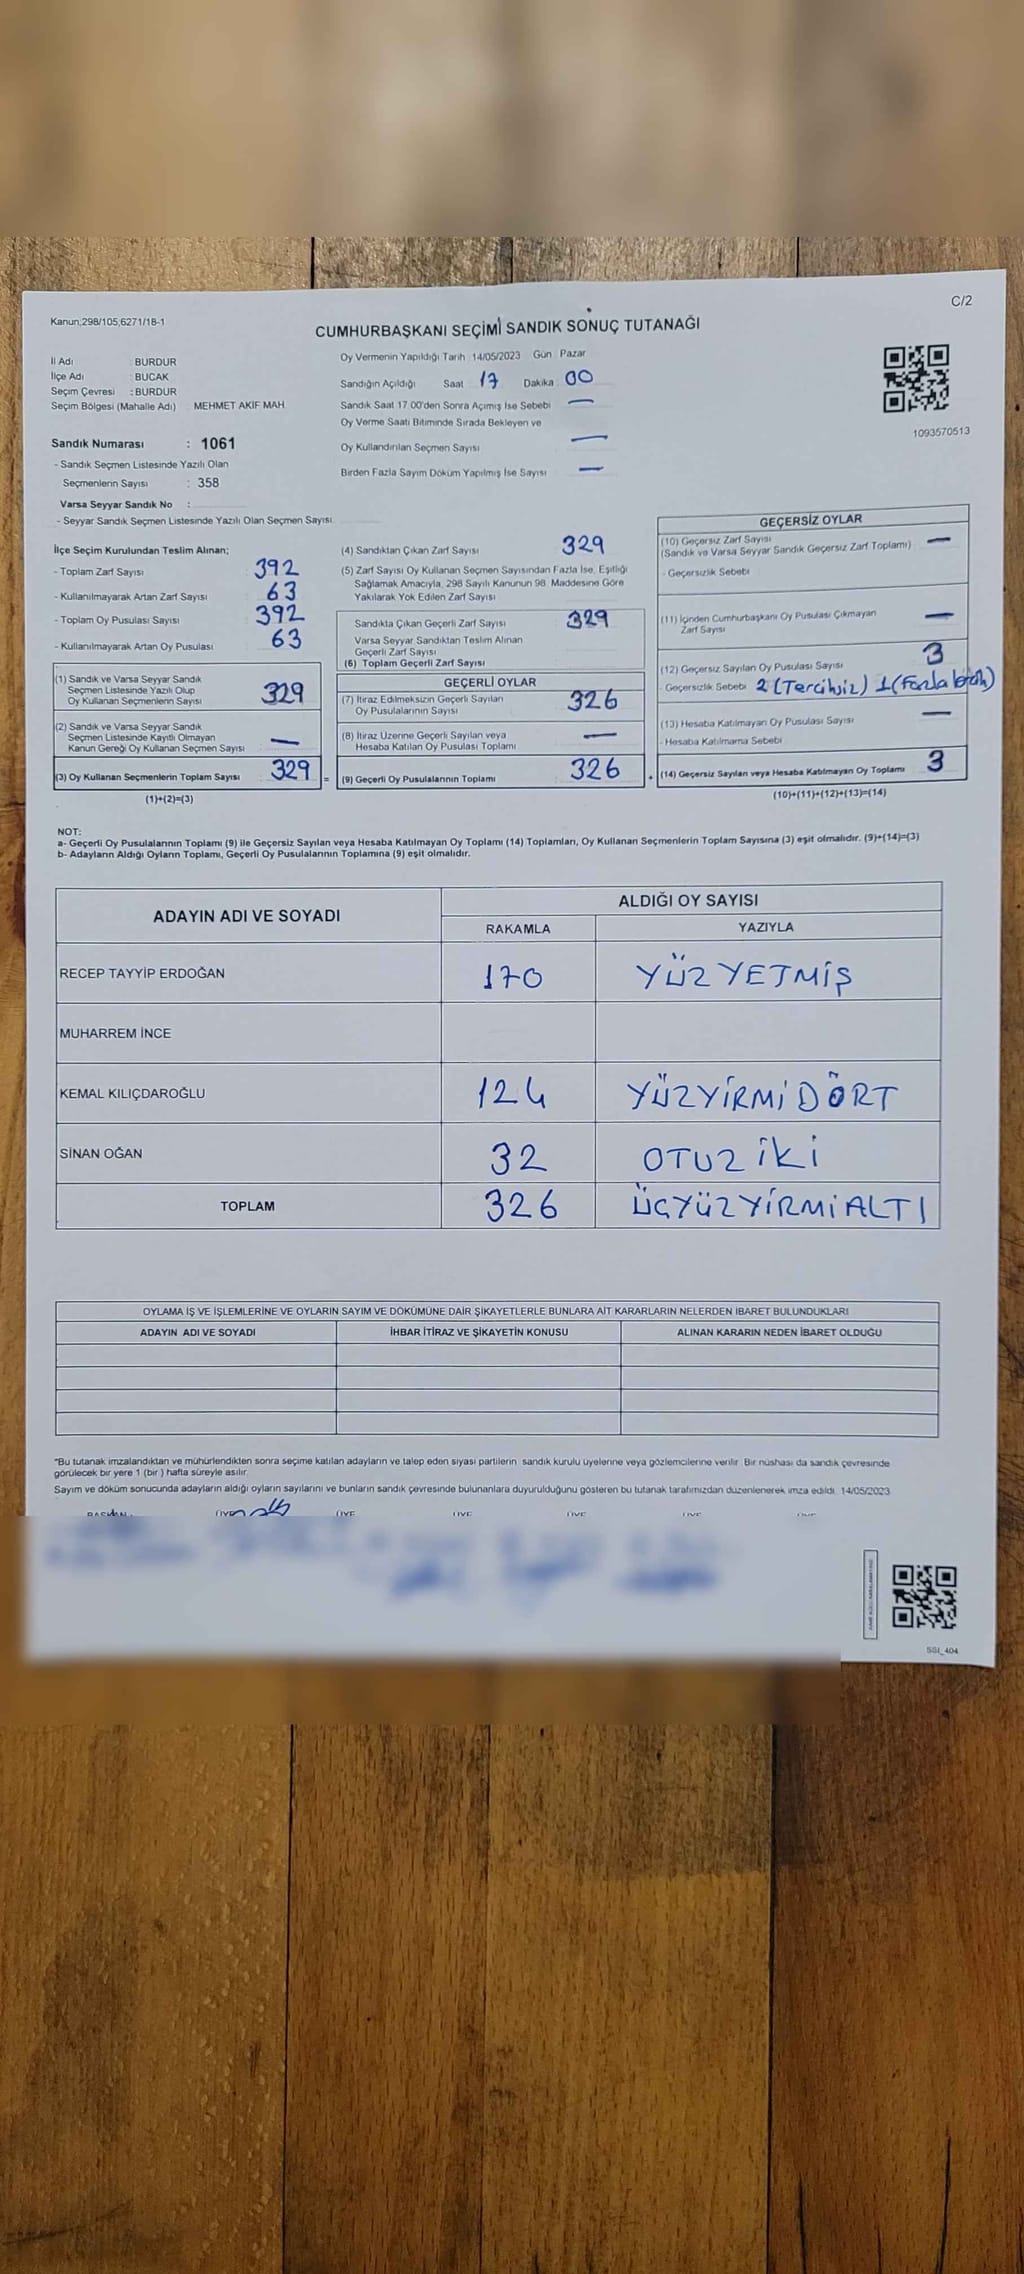 C/2
Kanun;298/105,6271/18-1
CUMHURBAŞKANI SEÇİMİ SANDIK SONUÇ TUTANAĞI
İl Adı : BURDUR
İlçe Adı : BUCAK
Seçim Çevresi : BURDUR
Seçim Bölgesi (Mahalle Adı) MEHMET AKİF MAH.
Sandık Numarası : 1061
- Sandık Seçmen Listesinde Yazılı Olan
Seçmenlerin Sayısı : 358
Varsa Seyyar Sandık No :
- Seyyar Sandık Seçmen Listesinde Yazılı Olan Seçmen Sayısı
Oy Vermenin Yapıldığı Tarih 14/05/2023 Gün Pazar
Sandığın Açıldığı Saat 17 Dakika 00
Sandık Saat 17 00'den Sonra Açımış İse Sebebi —
Oy Verme Saati Bitiminde Sırada Bekleyen ve
Oy Kullandırılan Seçmen Sayısı —
Birden Fazla Sayım Döküm Yapılmış İse Sayısı —
1093570513
İlçe Seçim Kurulundan Teslim Alınan;
- Toplam Zarf Sayısı 392
- Kullanılmayarak Artan Zarf Sayısı 63
- Toplam Oy Pusulası Sayısı 392
- Kullanılmayarak Artan Oy Pusulası 63
(1) Sandık ve Varsa Seyyar Sandık
Seçmen Listesinde Yazılı Olup
Oy Kullanan Seçmenlerin Sayısı 329
(2) Sandık ve Varsa Seyyar Sandık
Seçmen Listesinde Kayıtlı Olmayan
Kanun Gereği Oy Kullanan Seçmen Sayısı —
(3) Oy Kullanan Seçmenlerin Toplam Sayısı 329 =
(1)+(2)=(3)
(4) Sandıktan Çıkan Zarf Sayısı 329
(5) Zarf Sayısı Oy Kullanan Seçmen Sayısından Fazla İse, Eşitliği
Sağlamak Amacıyla, 298 Sayılı Kanunun 98. Maddesine Göre
Yakılarak Yok Edilen Zarf Sayısı
Sandıkta Çıkan Geçerli Zarf Sayısı 329
Varsa Seyyar Sandıktan Teslim Alınan
Geçerli Zarf Sayısı
(6) Toplam Geçerli Zarf Sayısı
GEÇERLİ OYLAR
(7) İtiraz Edilmeksizin Geçerli Sayılan
Oy Pusulalarının Sayısı 326
(8) İtiraz Üzerine Geçerli Sayılan veya
Hesaba Katılan Oy Pusulası Toplamı —
(9) Geçerli Oy Pusulalarının Toplamı 326
GEÇERSİZ OYLAR
(10) Geçersiz Zarf Sayısı —
(Sandık ve Varsa Seyyar Sandık Geçersiz Zarf Toplamı)
- Geçersizlik Sebebi
(11) İçinden Cumhurbaşkanı Oy Pusulası Çıkmayan
Zarf Sayısı —
(12) Geçersiz Sayılan Oy Pusulası Sayısı 3
- Geçersizlik Sebebi 2 (Tercihsiz) 1 (Fazla
(13) Hesaba Katılmayan Oy Pusulası Sayısı —
- Hesaba Katılmama Sebebi
(14) Geçersiz Sayılan veya Hesaba Katılmayan Oy Toplamı 3
(10)+(11)+(12)+(13)=(14)
NOT:
a- Geçerli Oy Pusulalarının Toplamı (9) ile Geçersiz Sayılan veya Hesaba Katılmayan Oy Toplamı (14) Toplamları, Oy Kullanan Seçmenlerin Toplam Sayısına (3) eşit olmalıdır. (9)+(14)=(3)
b- Adayların Aldığı Oyların Toplamı, Geçerli Oy Pusulalarının Toplamına (9) eşit olmalıdır.
ADAYIN ADI VE SOYADI
ALDIĞI OY SAYISI
RAKAMLA YAZIYLA
RECEP TAYYİP ERDOĞAN 170 YÜZYETMİŞ
MUHARREM İNCE
KEMAL KILIÇDAROĞLU 124 YÜZYİRMİDÖRT
SİNAN OĞAN 32 OTUZİKİ
TOPLAM 326 ÜÇYÜZYİRMİALTI
OYLAMA İŞ VE İŞLEMLERİNE VE OYLARIN SAYIM VE DÖKÜMÜNE DAİR ŞİKAYETLERLE BUNLARA AİT KARARLARIN NELERDEN İBARET BULUNDUKLARI
ADAYIN ADI VE SOYADI İHBAR İTİRAZ VE ŞİKAYETİN KONUSU ALINAN KARARIN NEDEN İBARET OLDUĞU
"Bu tutanak imzalandıktan ve mühürlendikten sonra seçime katılan adayların ve talep eden siyasi partilerin sandık kurulu üyelerine veya gözlemcilerine verilir. Bir nüshası da sandık çevresinde
görülecek bir yere 1 (bir ) hafta süreyle asılır.
Sayım ve döküm sonucunda adayların aldığı oyların sayılarını ve bunların sandık çevresinde bulunanlara duyurulduğunu gösteren bu tutanak tarafımızdan düzenlenerek imza edildi. 14/05/2023
BAŞKAN ÜYE ÜYE ÜYE ÜYE ÜYE ÜYE
SSI_404